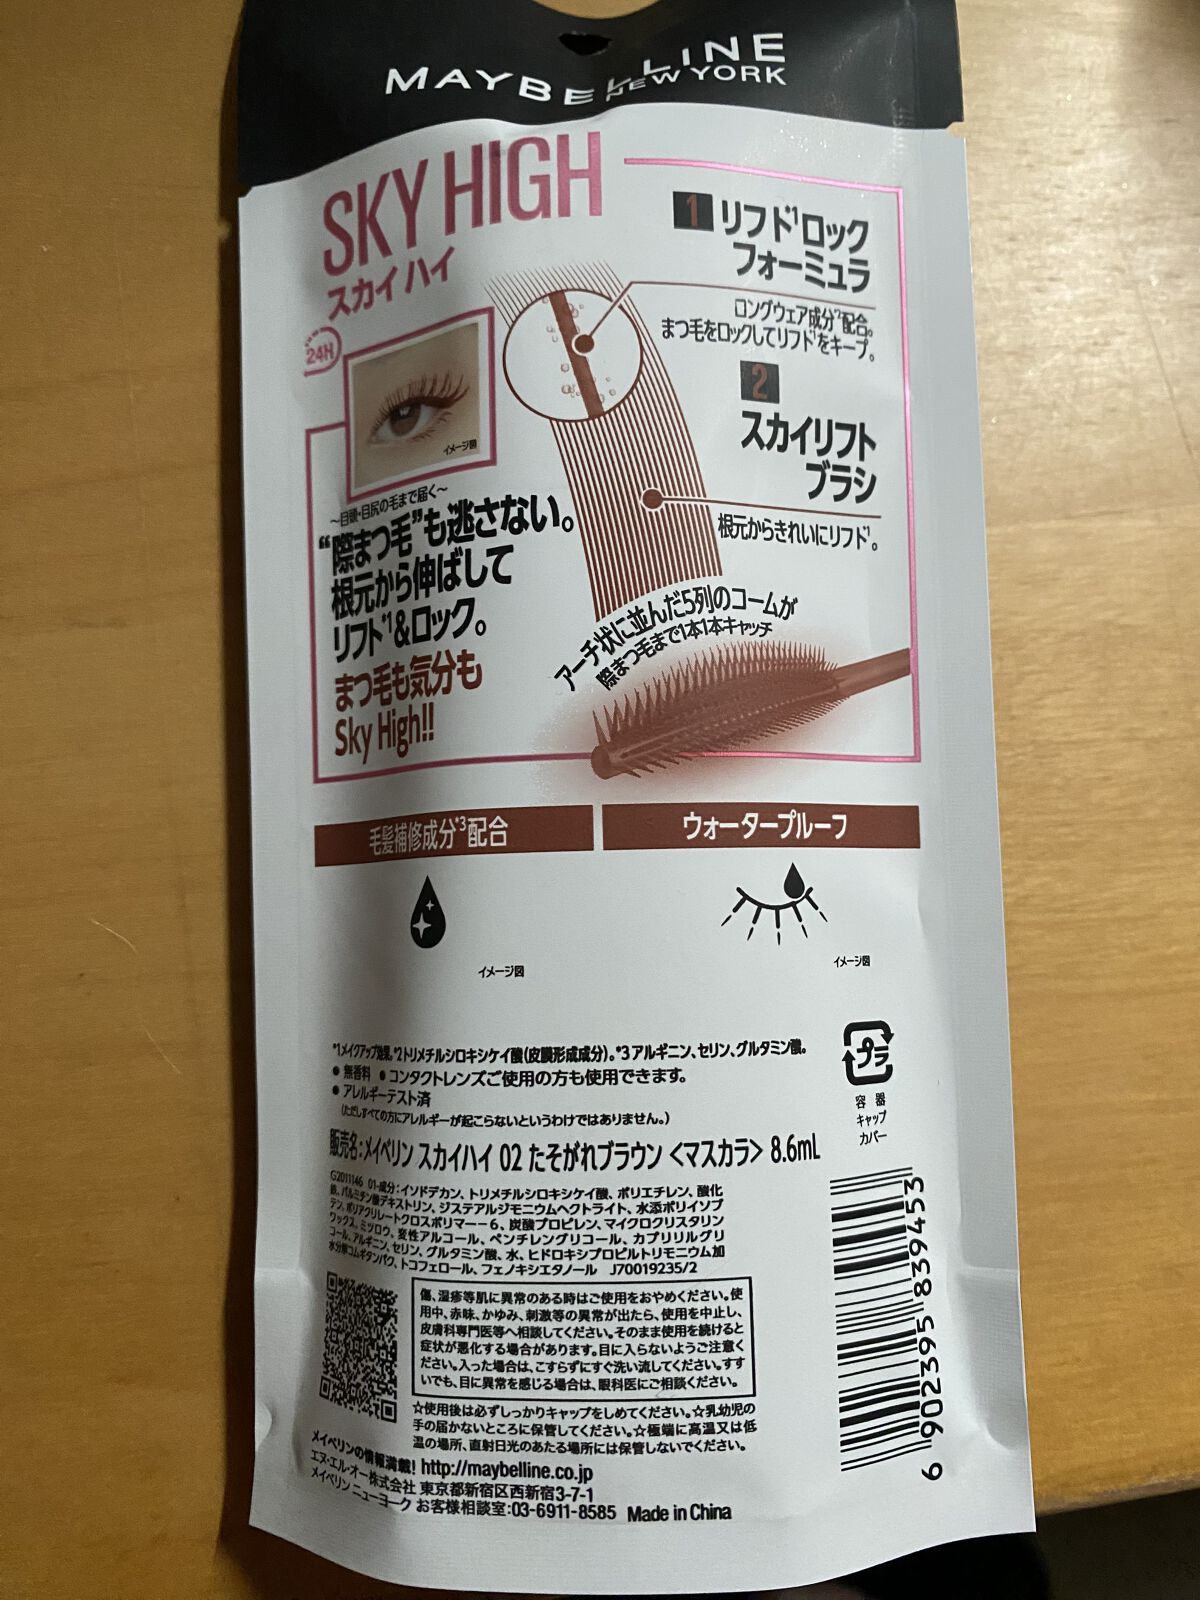 MAYBELLINE
NEW YORK
SKY HIGH
スカイ ハイ
24H
イメージ図
1 リフト*1ロック
フォーミュラ
ロングウェア成分*2配合。
まつ毛をロックしてリフト*1をキープ。
2
スカイリフト
ブラシ
根元からきれいにリフト*1。
～目頭・目尻の毛まで届く～
“際まつ毛”も逃さない。
根元から伸ばして
リフト*1&ロック。
まつ毛も気分も
Sky High!!
アーチ状に並んだ5列のコームが
際まつ毛まで1本1本キャッチ
毛髪補修成分*3配合
ウォータープルーフ
イメージ図
イメージ図
*1メイクアップ効果。*2トリメチルシロキシケイ酸(皮膜形成成分)。*3 アルギニン、セリン、グルタミン酸。
● 無香料 ● コンタクトレンズご使用の方も使用できます。
● アレルギーテスト済
(ただしすべての方にアレルギーが起こらないというわけではありません。)
プラ
容 器
キャップ
カバー
販売名:メイベリン スカイハイ 02 たそがれブラウン <マスカラ> 8.6mL
G2011146 01-成分:イソドデカン、トリメチルシロキシケイ酸、ポリエチレン、酸化
鉄、パルミチン酸デキストリン、ジステアルジモニウムヘクトライト、水添ポリイソブ
テン、ポリアクリレートクロスポリマー－6、炭酸プロピレン、マイクロクリスタリン
ワックス、ミツロウ、変性アルコール、ペンチレングリコール、カプリリルグリ
コール、アルギニン、セリン、グルタミン酸、水、ヒドロキシプロピルトリモニウム加
水分解コムギタンパク、トコフェロール、フェノキシエタノール J70019235/2
傷、湿疹等肌に異常のある時はご使用をおやめください。使
用中、赤味、かゆみ、刺激等の異常が出たら、使用を中止し、
皮膚科専門医等へ相談してください。そのまま使用を続けると
症状が悪化する場合があります。目に入らないようご注意く
ださい。入った場合は、こすらずにすぐ洗い流してください。すす
いでも、目に異常を感じる場合は、眼科医にご相談ください。
☆使用後は必ずしっかりキャップをしめてください。☆乳幼児の
手の届かないところに保管してください。☆極端に高温又は低
温の場所、直射日光のあたる場所には保管しないでください。
メイベリンの情報満載! http://maybelline.co.jp
エヌ・エル・オー株式会社 東京都新宿区西新宿3-7-1
メイベリン ニューヨーク お客様相談室:03-6911-8585 Made in China
6 902395 839453